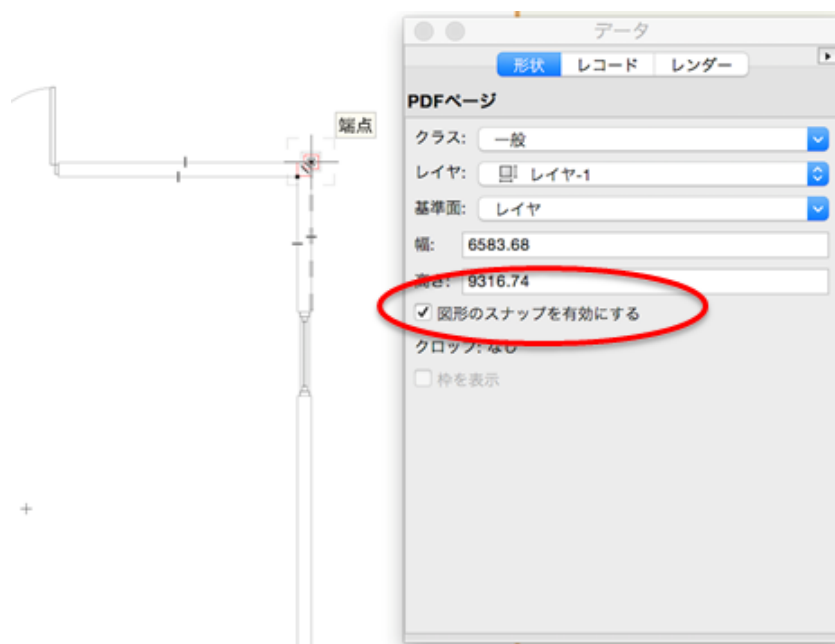 端点
データ
形状 レコード レンダー
PDFページ
クラス: 一般
レイヤ: レイヤ-1
基準面: レイヤ
幅: 6583.68
高さ: 9316.74
図形のスナップを有効にする
クロップ: なし
枠を表示